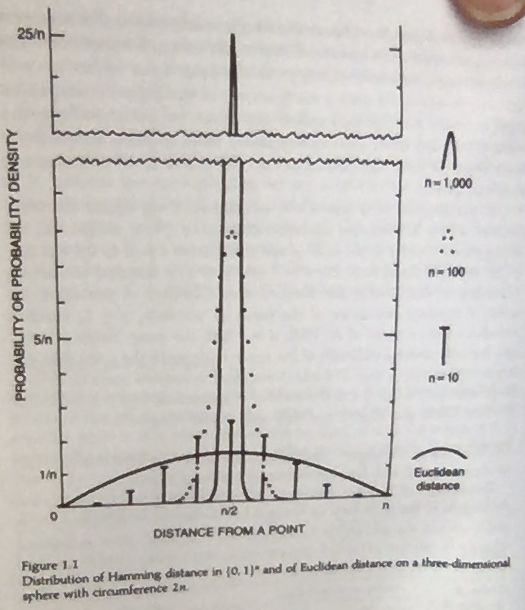 25/n
n=1,000
n=100
PROBABILITY OR PROBABILITY DENSITY
5/n
n=10
1/n
Euclidean
distance
0
n/2
n
DISTANCE FROM A POINT
Figure 1.1
Distribution of Hamming distance in {0, 1}ⁿ and of Euclidean distance on a three-dimensional
sphere with circumference 2n.